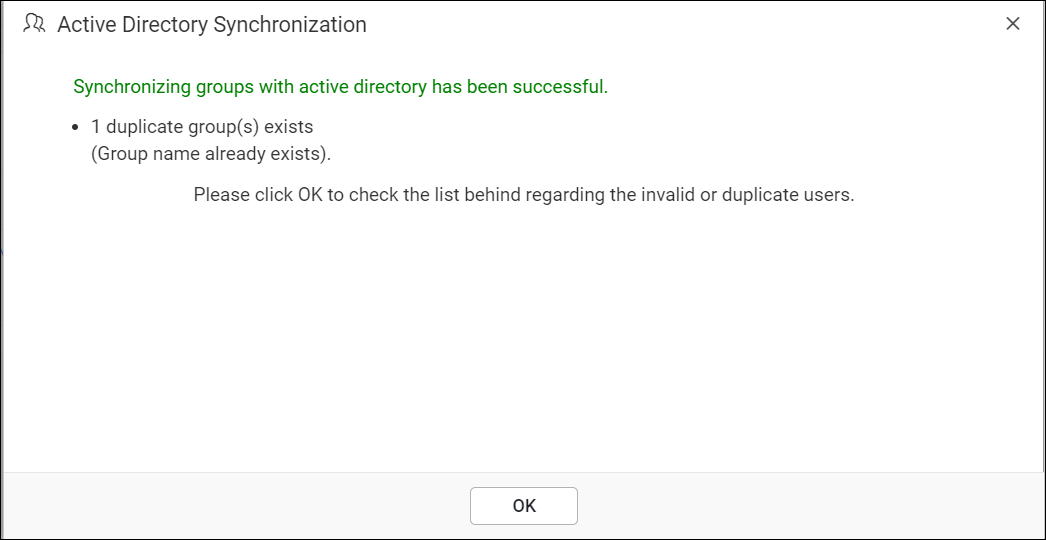 Active Directory Synchronization
Synchronizing groups with active directory has been successful.
• 1 duplicate group(s) exists
(Group name already exists).
Please click OK to check the list behind regarding the invalid or duplicate users.
OK